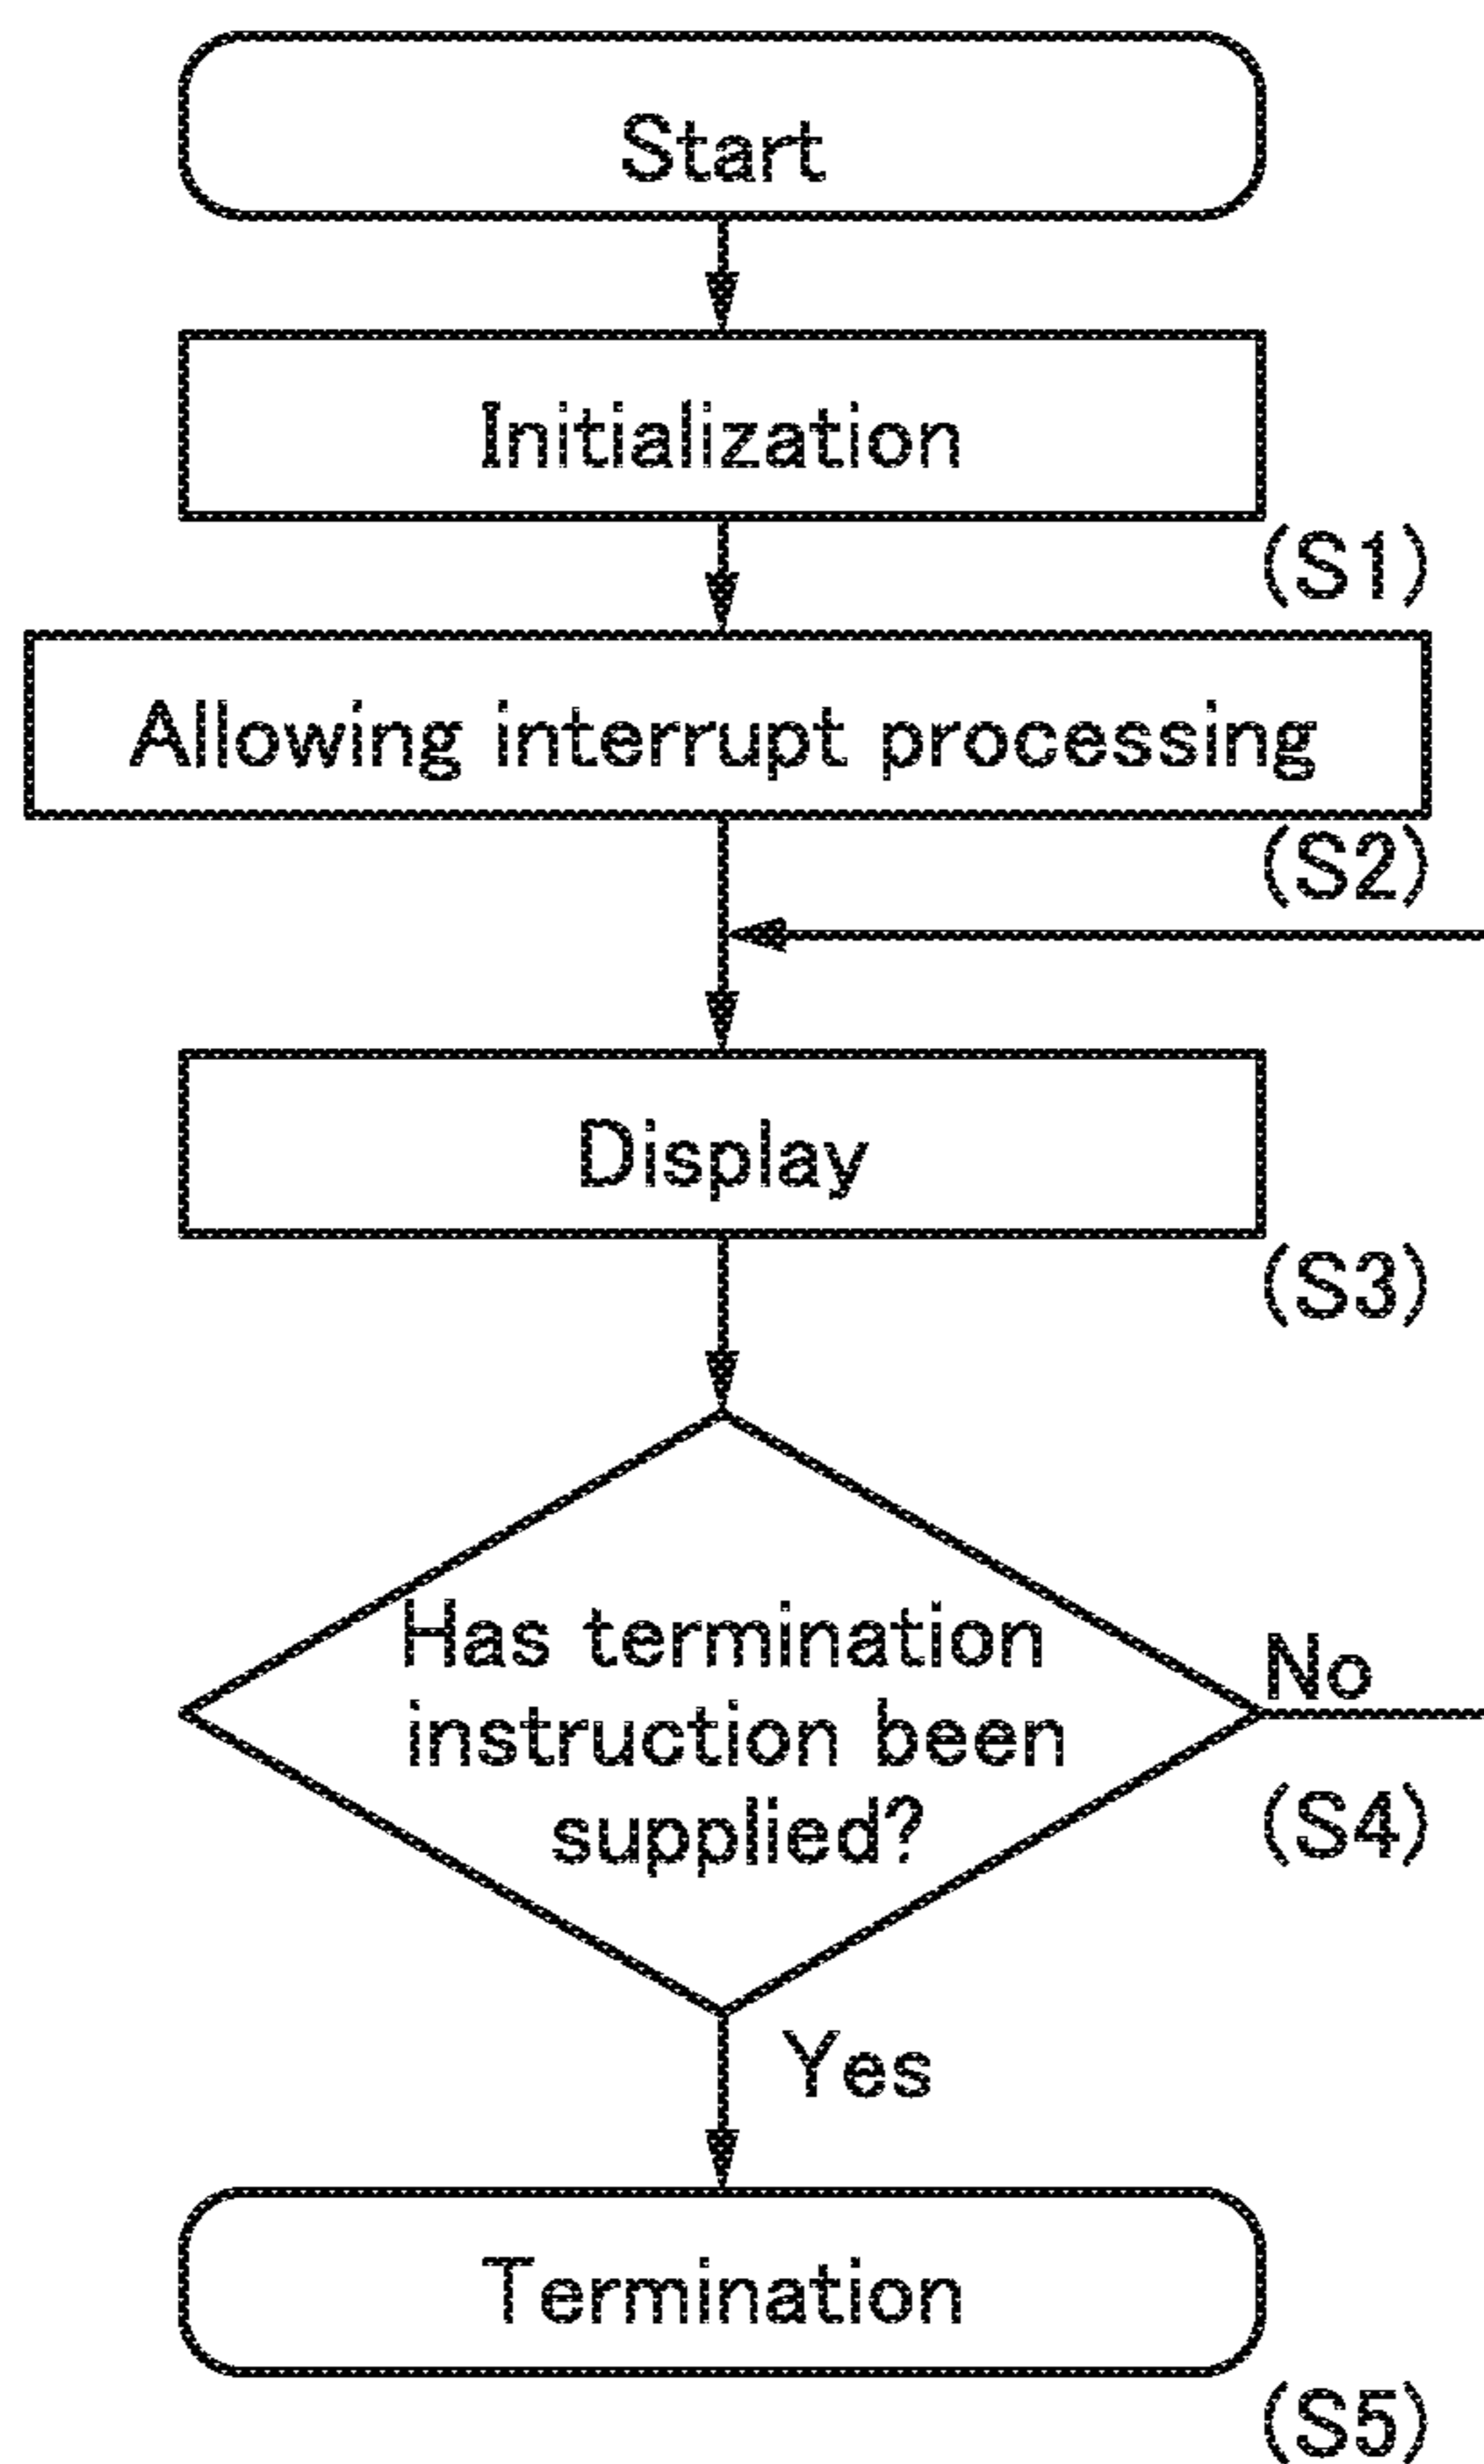 Start
Initialization
(S1)
Allowing interrupt processing
(S2)
Display
(S3)
Has termination
instruction been
supplied?
No
(S4)
Yes
Termination
(S5)